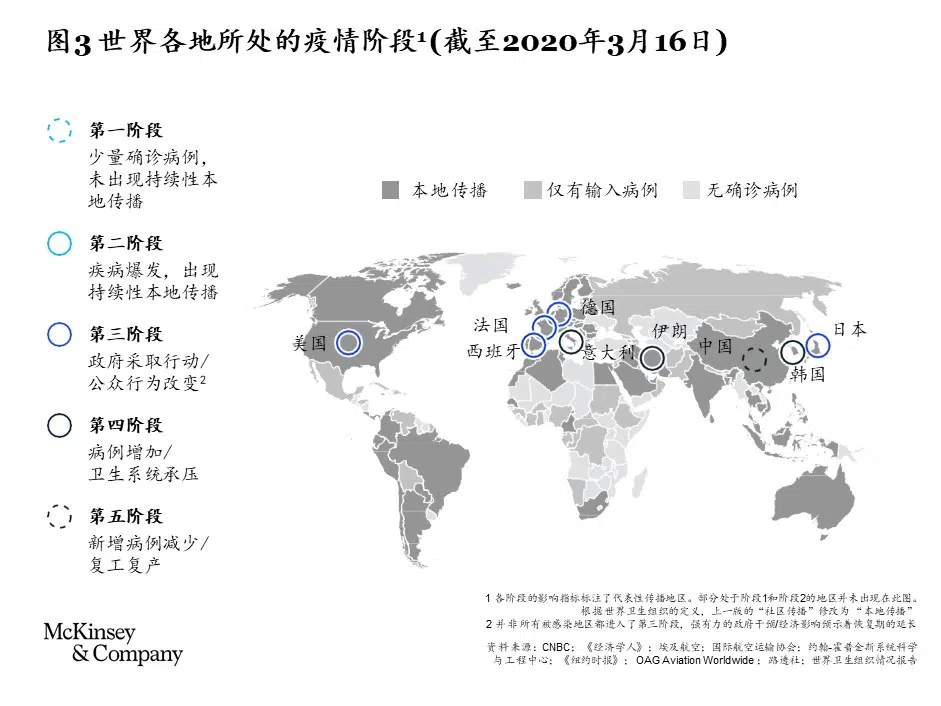 图3 世界各地所处的疫情阶段¹(截至2020年3月16日)
第一阶段
少量确诊病例，
未出现持续性本
地传播
第二阶段
疾病爆发，出现
持续性本地传播
第三阶段
政府采取行动/
公众行为改变²
第四阶段
病例增加/
卫生系统承压
第五阶段
新增病例减少/
复工复产
本地传播
仅有输入病例
无确诊病例
美国
法国
西班牙
德国
意大利
伊朗
中国
日本
韩国
1 各阶段的影响指标标注了代表性传播地区。部分处于阶段1和阶段2的地区并未出现在此图。
根据世界卫生组织的定义，上一版的“社区传播”修改为“本地传播”
2 并非所有被感染地区都进入了第三阶段，强有力的政府干预/经济影响预示着恢复期的延长
资料来源：CNBC；《经济学人》；埃及航空；国际航空运输协会；约翰-霍普金斯系统科学
与工程中心；《纽约时报》；OAG Aviation Worldwide；路透社；世界卫生组织情况报告
McKinsey
& Company